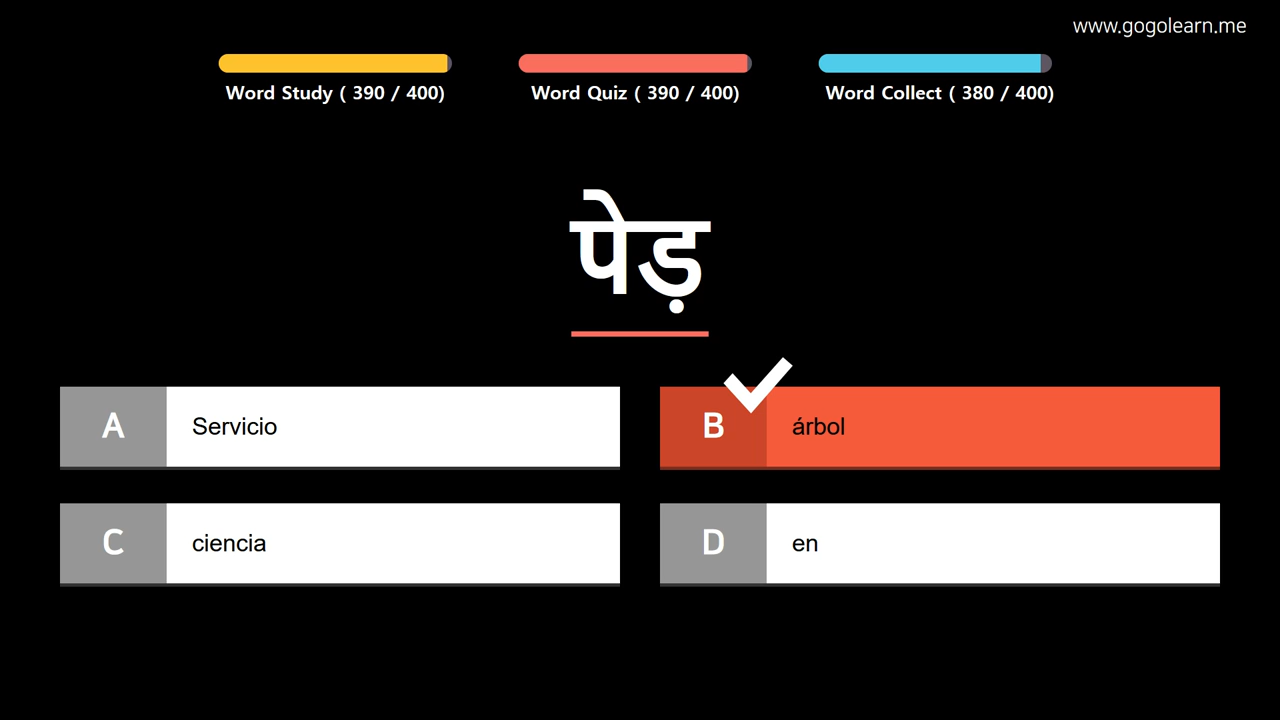 www.gogolearn.me
Word Study ( 390 / 400)
Word Quiz ( 390 / 400)
Word Collect ( 380 / 400)
पेड़
A Servicio
B árbol
C ciencia
D en